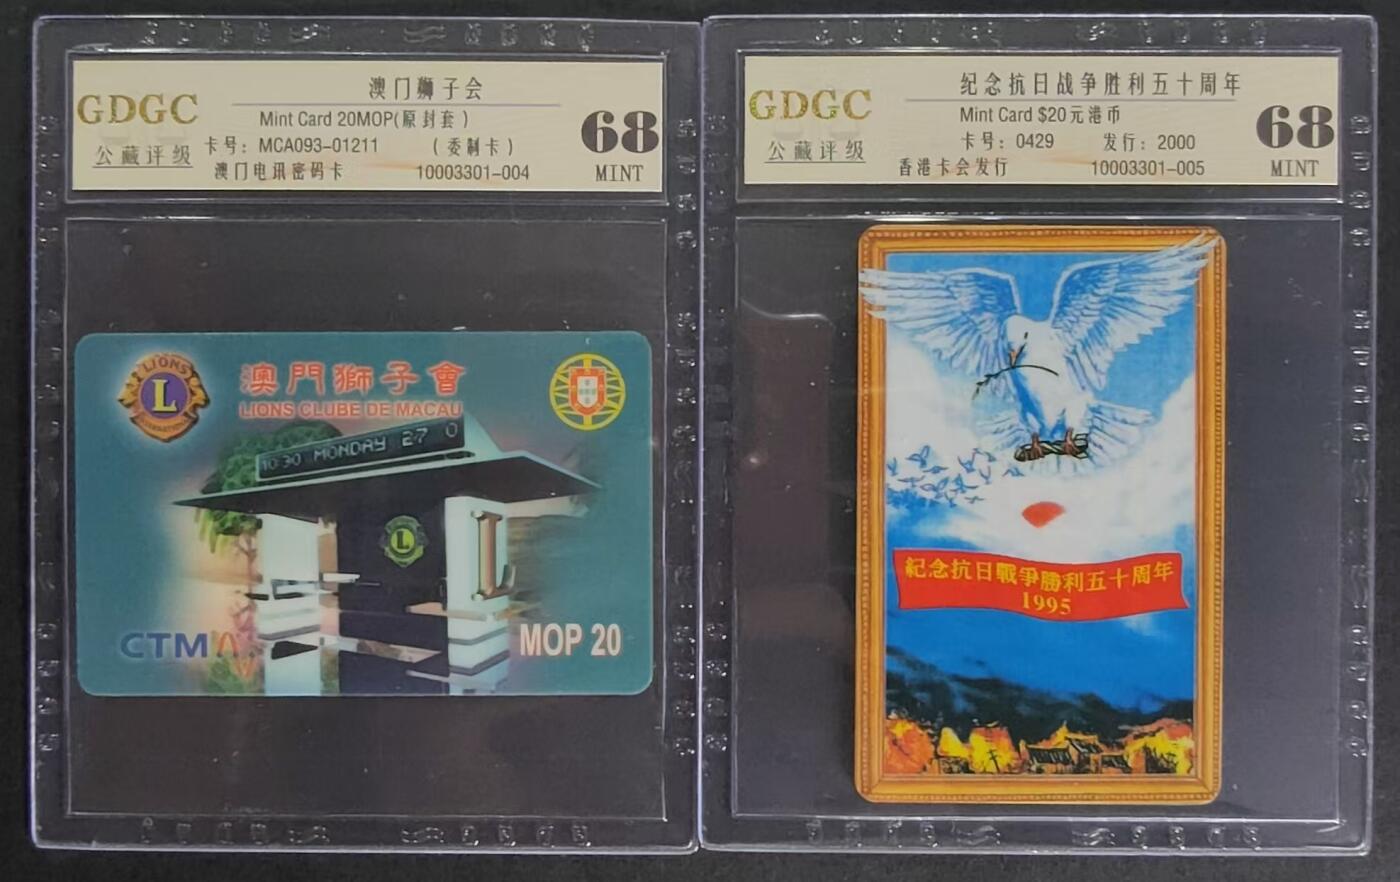 GDGC
公藏评级
澳门狮子会
Mint Card 20MOP(原封套)
卡号: MCA093-01211 (委制卡)
澳门电讯密码卡 10003301-004
68
MINT
LIONS
L
INTERNATIONAL
澳門獅子會
LIONS CLUBE DE MACAU
10:30 MONDAY 27 O
L
L
CTM
MOP 20
GDGC
公藏评级
纪念抗日战争胜利五十周年
Mint Card $20元港币
卡号: 0429 发行: 2000
香港卡会发行 10003301-005
68
MINT
紀念抗日戰爭勝利五十周年
1995